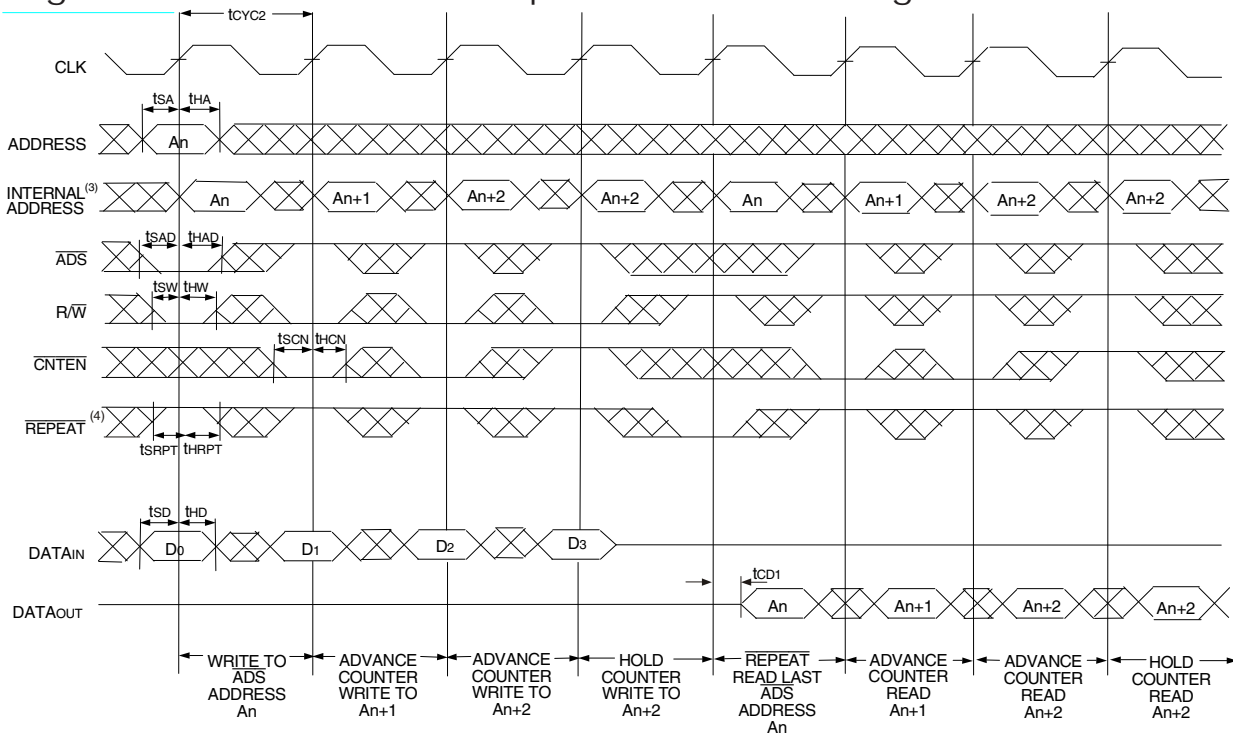 tCYC2
CLK
tSA tHA
ADDRESS An
INTERNAL(3) ADDRESS An An+1 An+2 An+2 An An+1 An+2 An+2
tSAD tHAD
ADS
tSW tHW
R/W
tSCN tHCN
CNTEN
REPEAT (4)
tSRPT tHRPT
tSD tHD
DATAIN D0 D1 D2 D3
tCD1
DATAOUT An An+1 An+2 An+2
WRITE TO
ADS
ADDRESS
An
ADVANCE
COUNTER
WRITE TO
An+1
ADVANCE
COUNTER
WRITE TO
An+2
HOLD
COUNTER
WRITE TO
An+2
REPEAT
READ LAST
ADS
ADDRESS
An
ADVANCE
COUNTER
READ
An+1
ADVANCE
COUNTER
READ
An+2
HOLD
COUNTER
READ
An+2